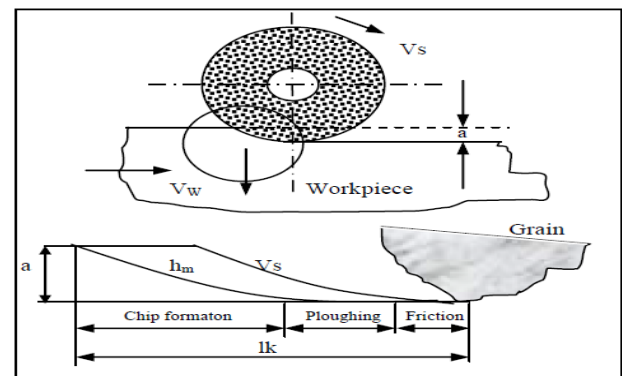 Vs
a
Vw
Workpiece
Grain
a
hm
Vs
Chip formaton
Ploughing
Friction
lk